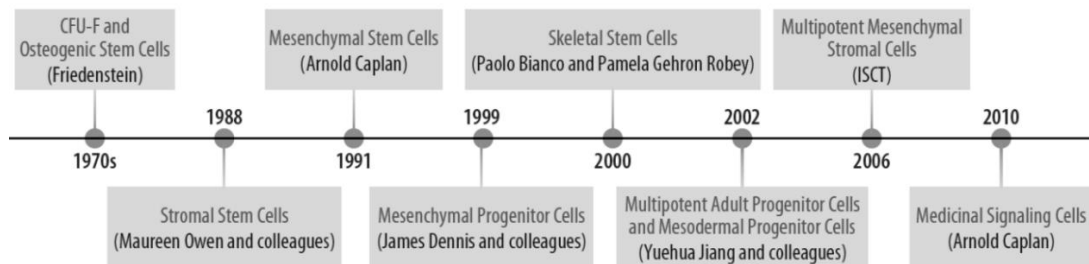 CFU-F and
Osteogenic Stem Cells
(Friedenstein)
1970s
1988
Stromal Stem Cells
(Maureen Owen and colleagues)
Mesenchymal Stem Cells
(Arnold Caplan)
1991
1999
Mesenchymal Progenitor Cells
(James Dennis and colleagues)
Skeletal Stem Cells
(Paolo Bianco and Pamela Gehron Robey)
2000
2002
Multipotent Adult Progenitor Cells
and Mesodermal Progenitor Cells
(Yuehua Jiang and colleagues)
Multipotent Mesenchymal
Stromal Cells
(ISCT)
2006
2010
Medicinal Signaling Cells
(Arnold Caplan)